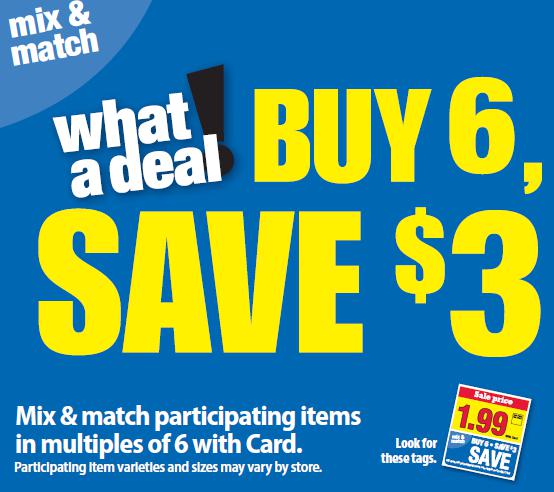 mix &
match
what
a deal!
BUY 6,
SAVE $3
Mix & match participating items
in multiples of 6 with Card.
Participating item varieties and sizes may vary by store.
Look for
these tags.
Sale price
1.99
mix &
match
BUY 6 • SAVE $3
SAVE